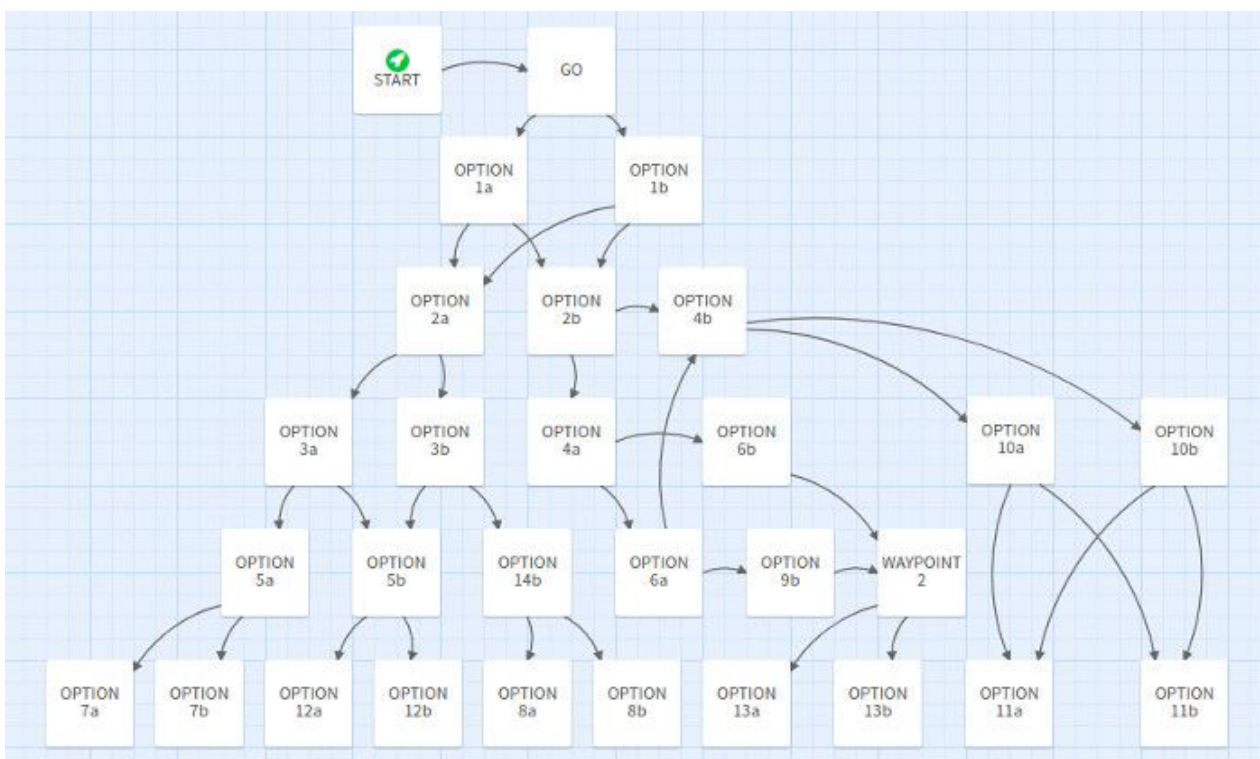 START
GO
OPTION
1a
OPTION
1b
OPTION
2a
OPTION
2b
OPTION
4b
OPTION
3a
OPTION
3b
OPTION
4a
OPTION
6b
OPTION
10a
OPTION
10b
OPTION
5a
OPTION
5b
OPTION
14b
OPTION
6a
OPTION
9b
WAYPOINT
2
OPTION
7a
OPTION
7b
OPTION
12a
OPTION
12b
OPTION
8a
OPTION
8b
OPTION
13a
OPTION
13b
OPTION
11a
OPTION
11b